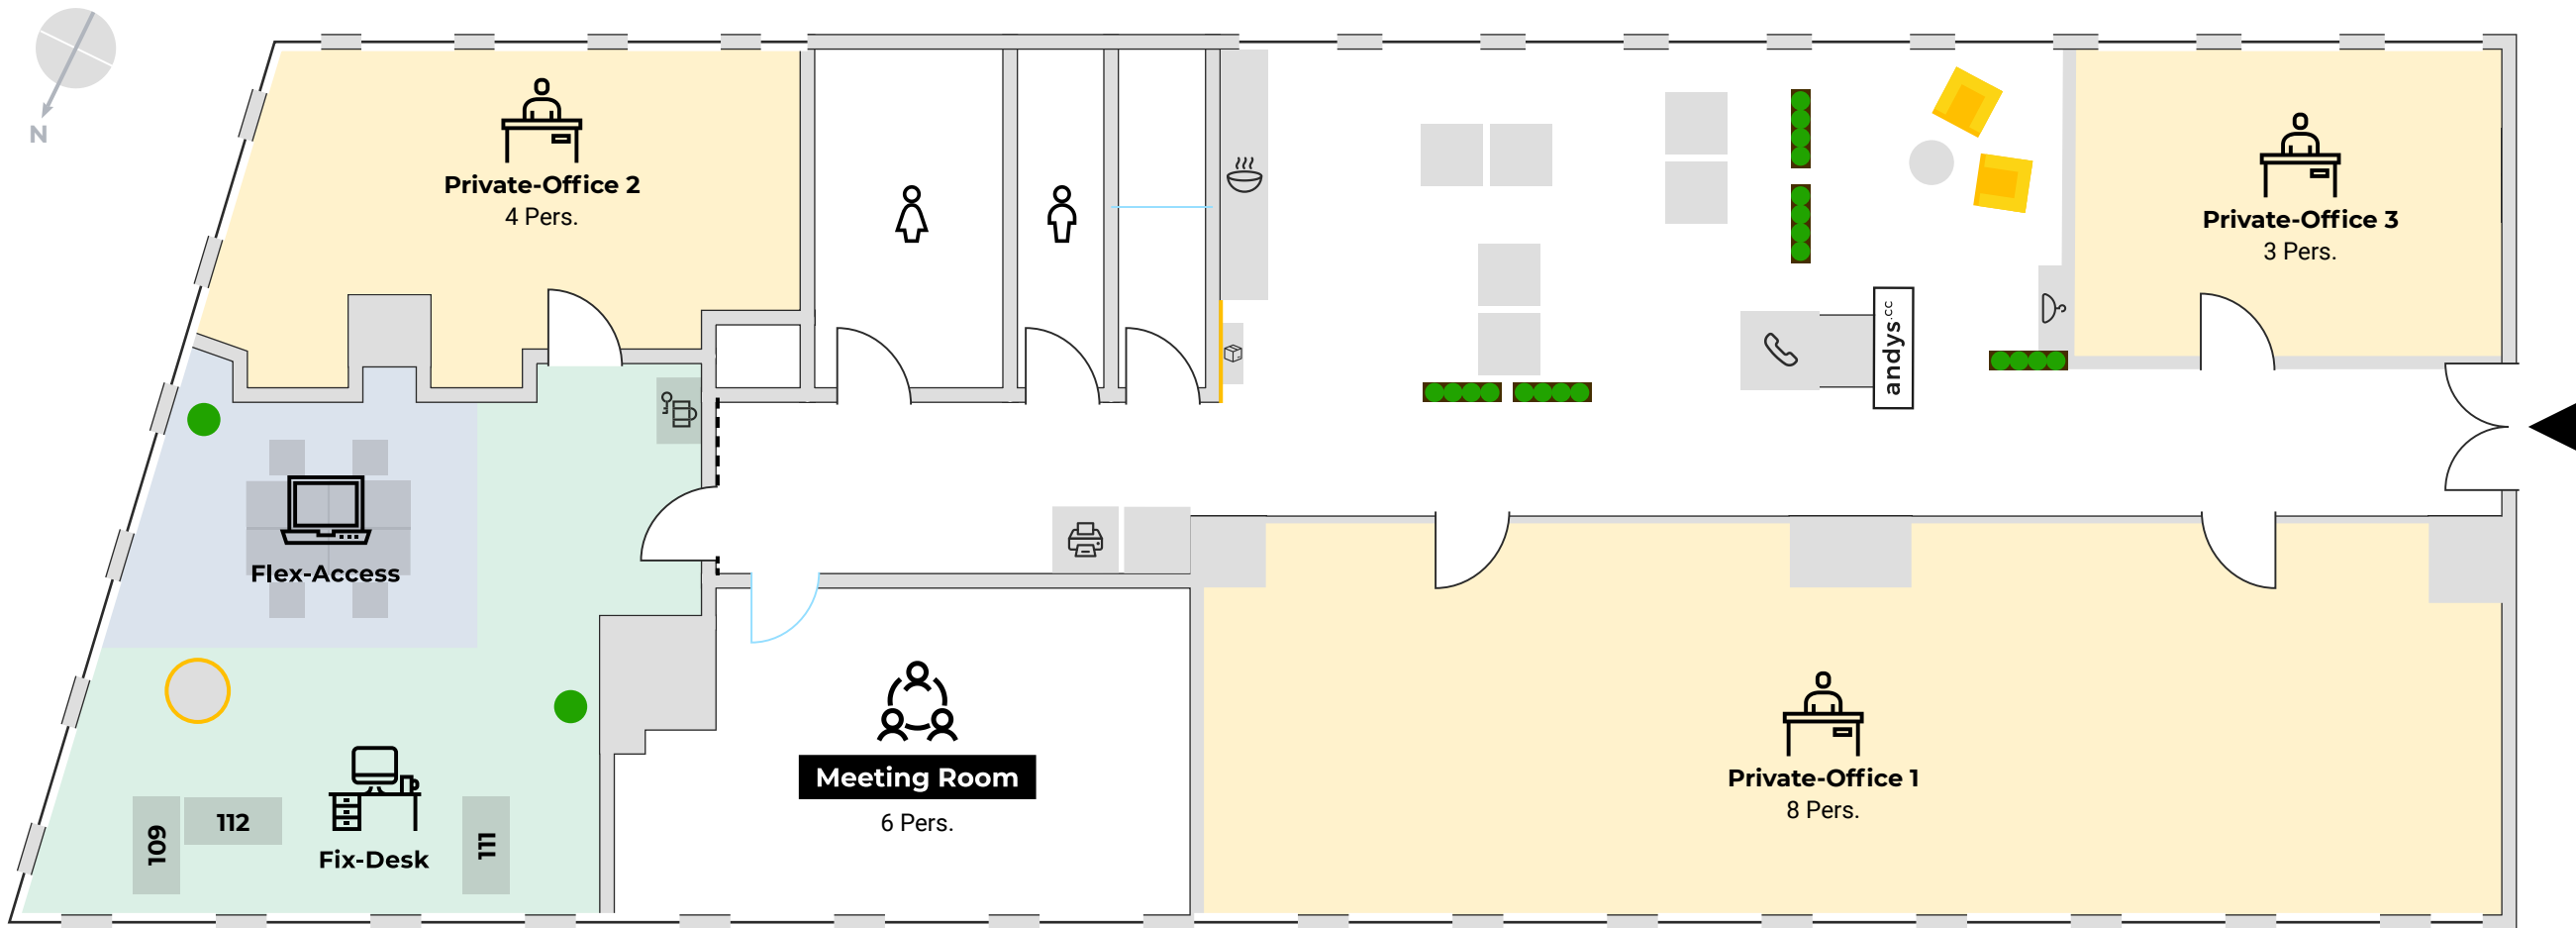 N
Private-Office 2
4 Pers.
Private-Office 3
3 Pers.
andys.cc
Flex-Access
Meeting Room
6 Pers.
Private-Office 1
8 Pers.
109
112
111
Fix-Desk